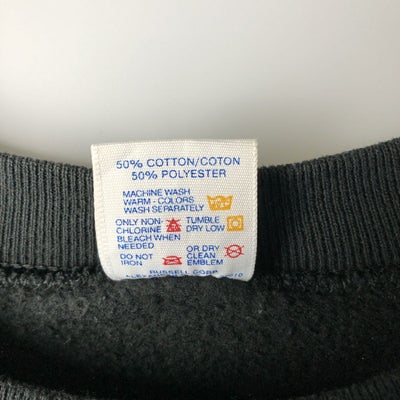 50% COTTON/COTON
50% POLYESTER
MACHINE WASH
WARM - COLORS
WASH SEPARATELY
ONLY NON-
CHLORINE
BLEACH WHEN
NEEDED
TUMBLE
DRY LOW
DO NOT
IRON
OR DRY
CLEAN
EMBLEM
RUSSELL CORP